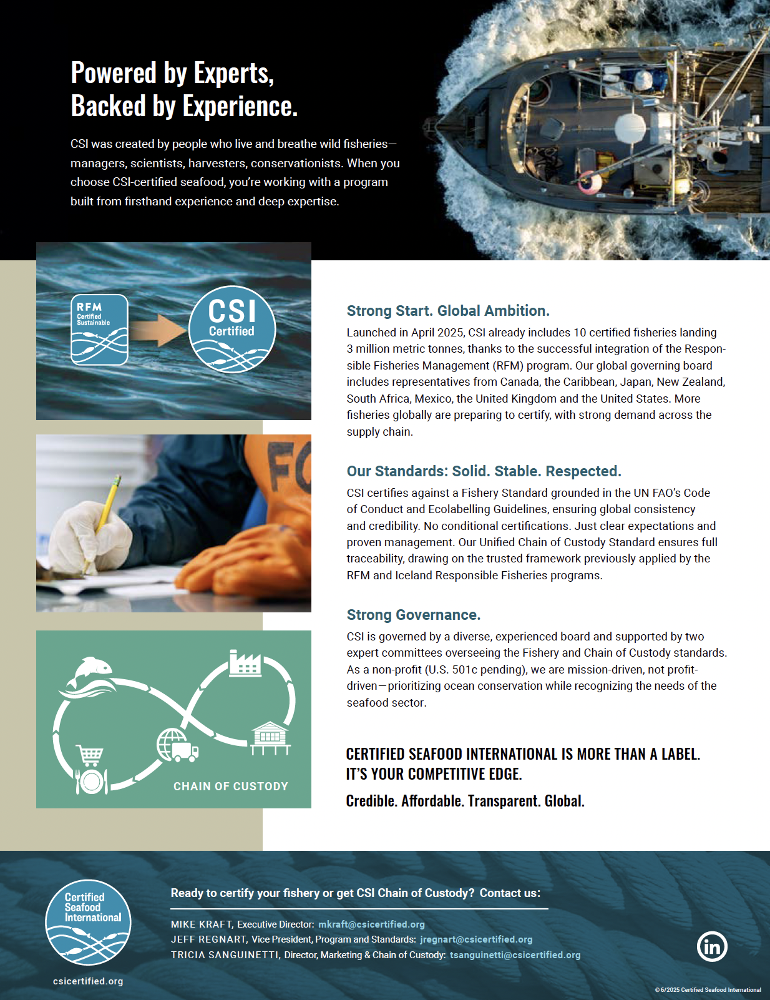 Powered by Experts,
Backed by Experience.
CSI was created by people who live and breathe wild fisheries—
managers, scientists, harvesters, conservationists. When you
choose CSI-certified seafood, you’re working with a program
built from firsthand experience and deep expertise.
RFM
Certified
Sustainable
CSI
Certified
Strong Start. Global Ambition.
Launched in April 2025, CSI already includes 10 certified fisheries landing
3 million metric tonnes, thanks to the successful integration of the Respon-
sible Fisheries Management (RFM) program. Our global governing board
includes representatives from Canada, the Caribbean, Japan, New Zealand,
South Africa, Mexico, the United Kingdom and the United States. More
fisheries globally are preparing to certify, with strong demand across the
supply chain.
Our Standards: Solid. Stable. Respected.
CSI certifies against a Fishery Standard grounded in the UN FAO’s Code
of Conduct and Ecolabelling Guidelines, ensuring global consistency
and credibility. No conditional certifications. Just clear expectations and
proven management. Our Unified Chain of Custody Standard ensures full
traceability, drawing on the trusted framework previously applied by the
RFM and Iceland Responsible Fisheries programs.
Strong Governance.
CSI is governed by a diverse, experienced board and supported by two
expert committees overseeing the Fishery and Chain of Custody standards.
As a non-profit (U.S. 501c pending), we are mission-driven, not profit-
driven—prioritizing ocean conservation while recognizing the needs of the
seafood sector.
CHAIN OF CUSTODY
CERTIFIED SEAFOOD INTERNATIONAL IS MORE THAN A LABEL.
IT’S YOUR COMPETITIVE EDGE.
Credible. Affordable. Transparent. Global.
Certified
Seafood
International
csicertified.org
Ready to certify your fishery or get CSI Chain of Custody? Contact us:
MIKE KRAFT, Executive Director: mkraft@csicertified.org
JEFF REGNART, Vice President, Program and Standards: jregnart@csicertified.org
TRICIA SANGUINETTI, Director, Marketing & Chain of Custody: tsanguinetti@csicertified.org
in
© 6/2025 Certified Seafood International